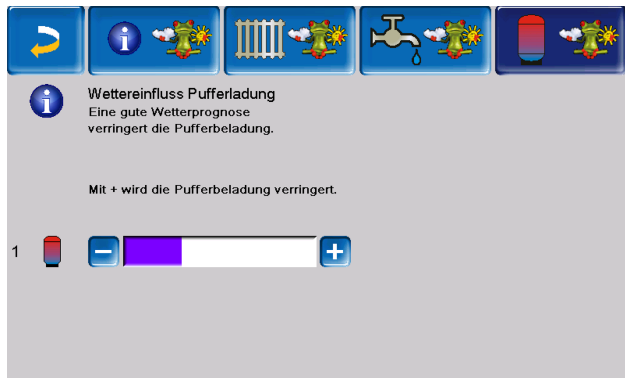 Wettereinfluss Pufferladung
Eine gute Wetterprognose
verringert die Pufferbeladung.
Mit + wird die Pufferbeladung verringert.
1